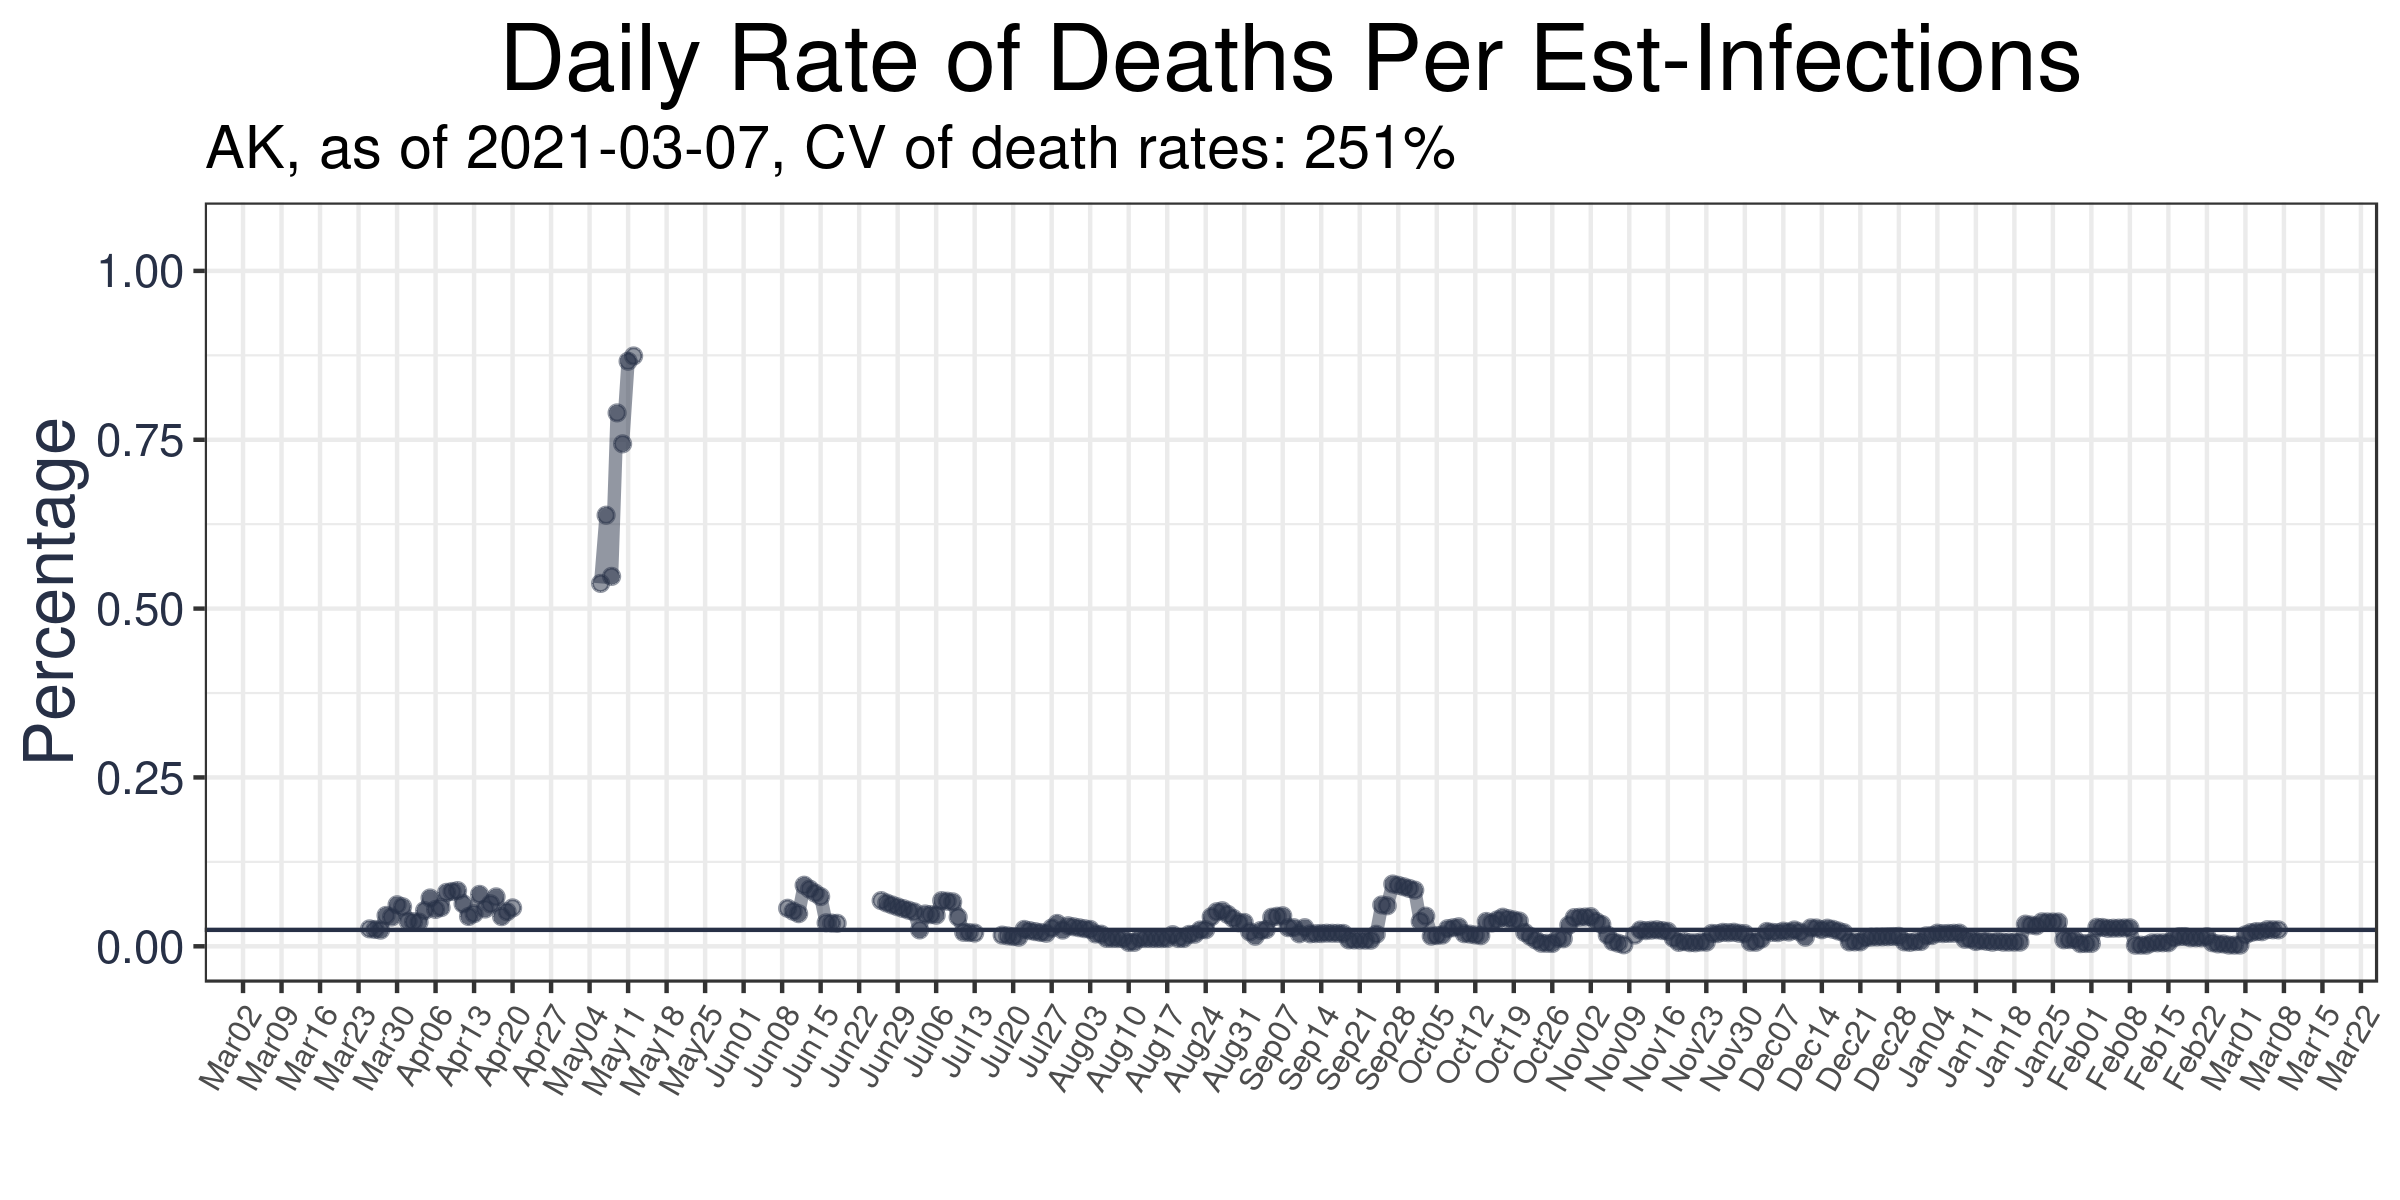 Daily Rate of Deaths Per Est-Infections
AK, as of 2021-03-07, CV of death rates: 251%
Percentage
1.00
0.75
0.50
0.25
0.00
Mar02
Mar09
Mar16
Mar23
Mar30
Apr06
Apr13
Apr20
Apr27
May04
May11
May18
May25
Jun01
Jun08
Jun15
Jun22
Jun29
Jul06
Jul13
Jul20
Jul27
Aug03
Aug10
Aug17
Aug24
Aug31
Sep07
Sep14
Sep21
Sep28
Oct05
Oct12
Oct19
Oct26
Nov02
Nov09
Nov16
Nov23
Nov30
Dec07
Dec14
Dec21
Dec28
Jan04
Jan11
Jan18
Jan25
Feb01
Feb08
Feb15
Feb22
Mar01
Mar08
Mar15
Mar22